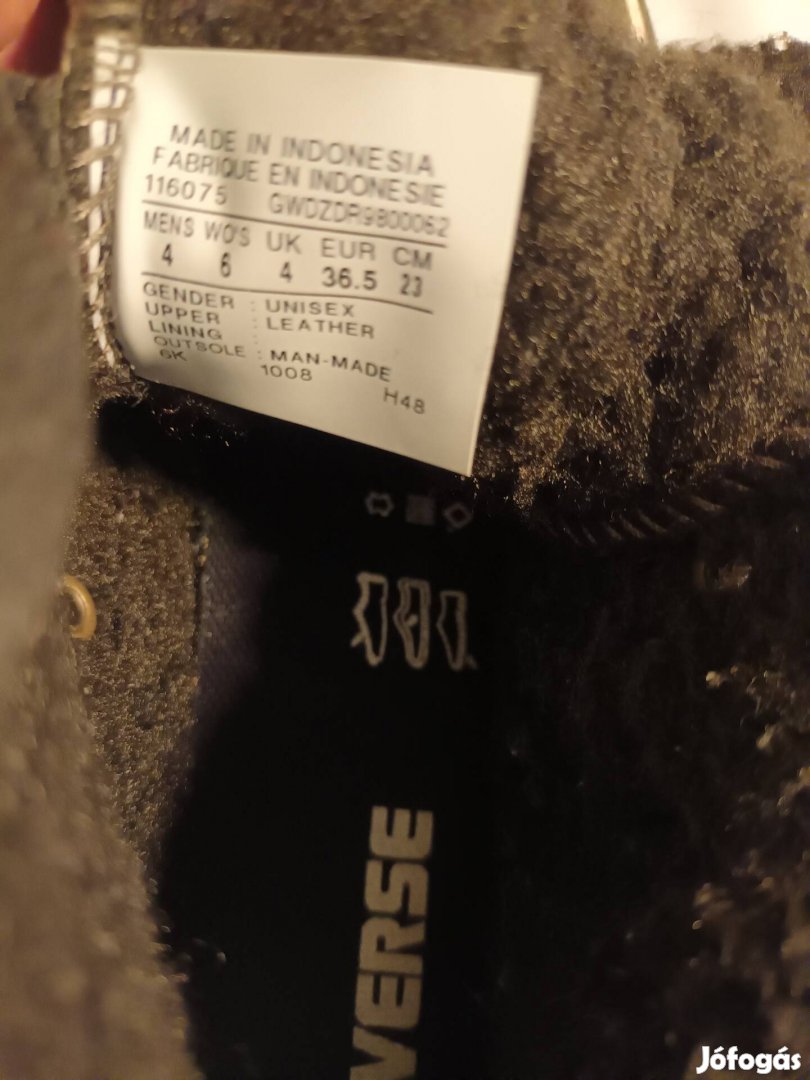 MADE IN INDONESIA
FABRIQUE EN INDONESIE
116075 GWDZDR9800062
MENS WO'S UK EUR CM
4 6 4 36.5 23
GENDER : UNISEX
UPPER : LEATHER
LINING :
OUTSOLE : MAN-MADE
6K 1008 H48
VERSE
Jófogás